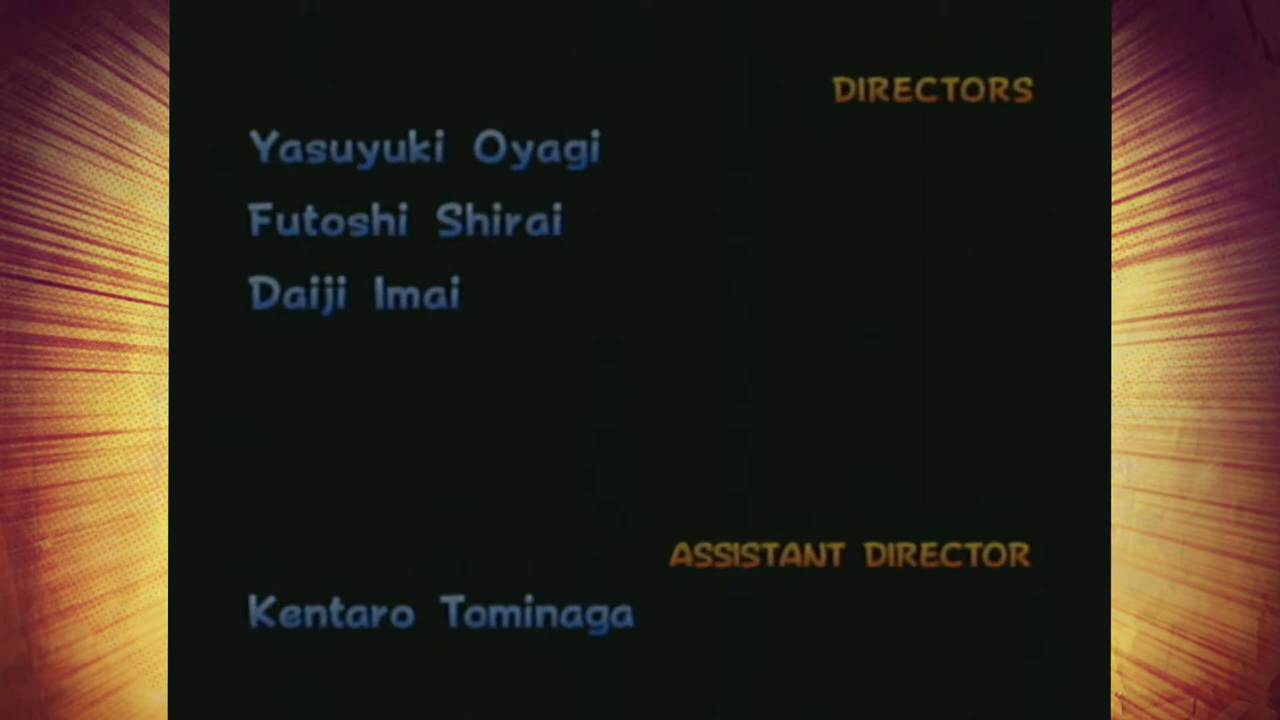 DIRECTORS
Yasuyuki Oyagi
Futoshi Shirai
Daiji Imai
ASSISTANT DIRECTOR
Kentaro Tominaga